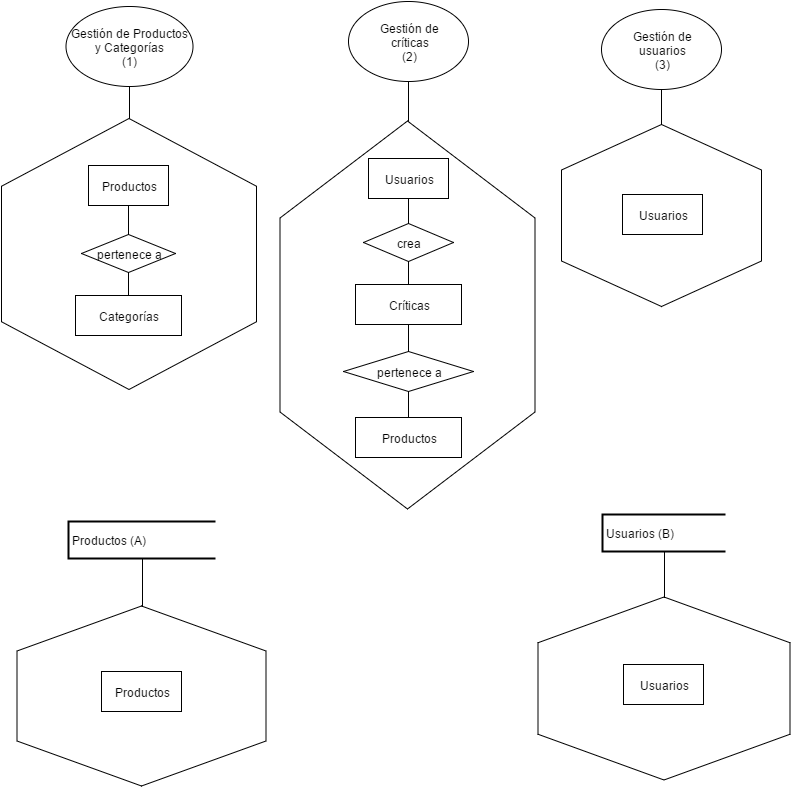 Gestión de Productos
y Categorías
(1)
Productos
pertenece a
Categorías
Gestión de
críticas
(2)
Usuarios
crea
Críticas
pertenece a
Productos
Gestión de
usuarios
(3)
Usuarios
Productos (A)
Productos
Usuarios (B)
Usuarios